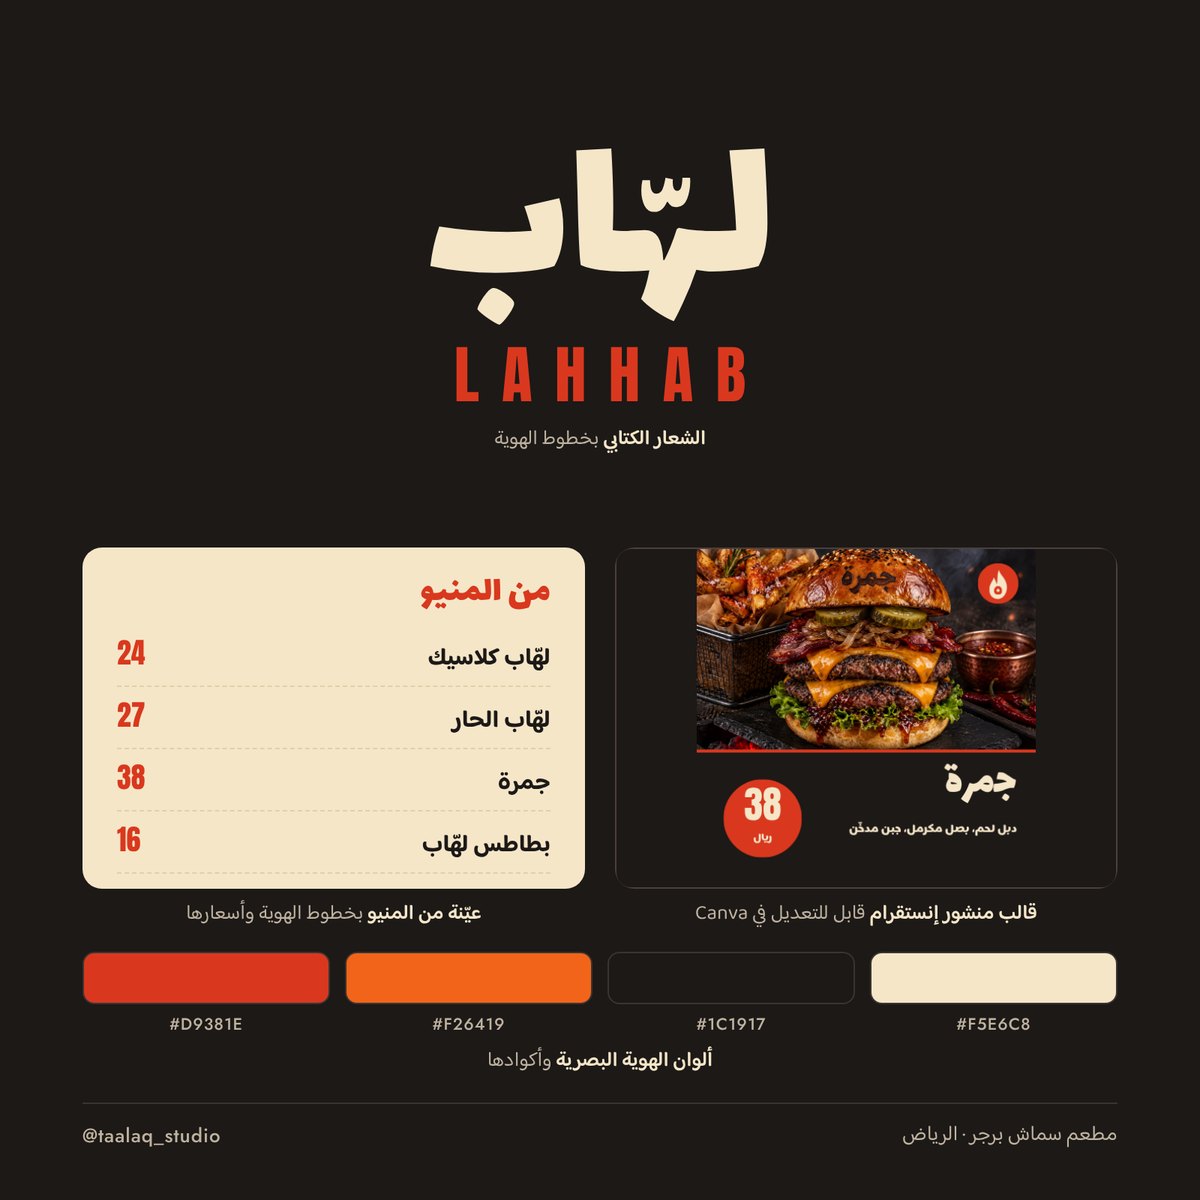 لهّاب
LAHHAB
الشعار الكتابي بخطوط الهوية
جمرة
جمرة
دبل لحم، بصل مكرمل، جبن مدخّن
38
ريال
قالب منشور إنستقرام قابل للتعديل في Canva
من المنيو
لهّاب كلاسيك 24
لهّاب الحار 27
جمرة 38
بطاطس لهّاب 16
عيّنة من المنيو بخطوط الهوية وأسعارها
#F5E6C8
#1C1917
#F26419
#D9381E
ألوان الهوية البصرية وأكوادها
مطعم سماش برجر · الرياض
@taalaq_studio